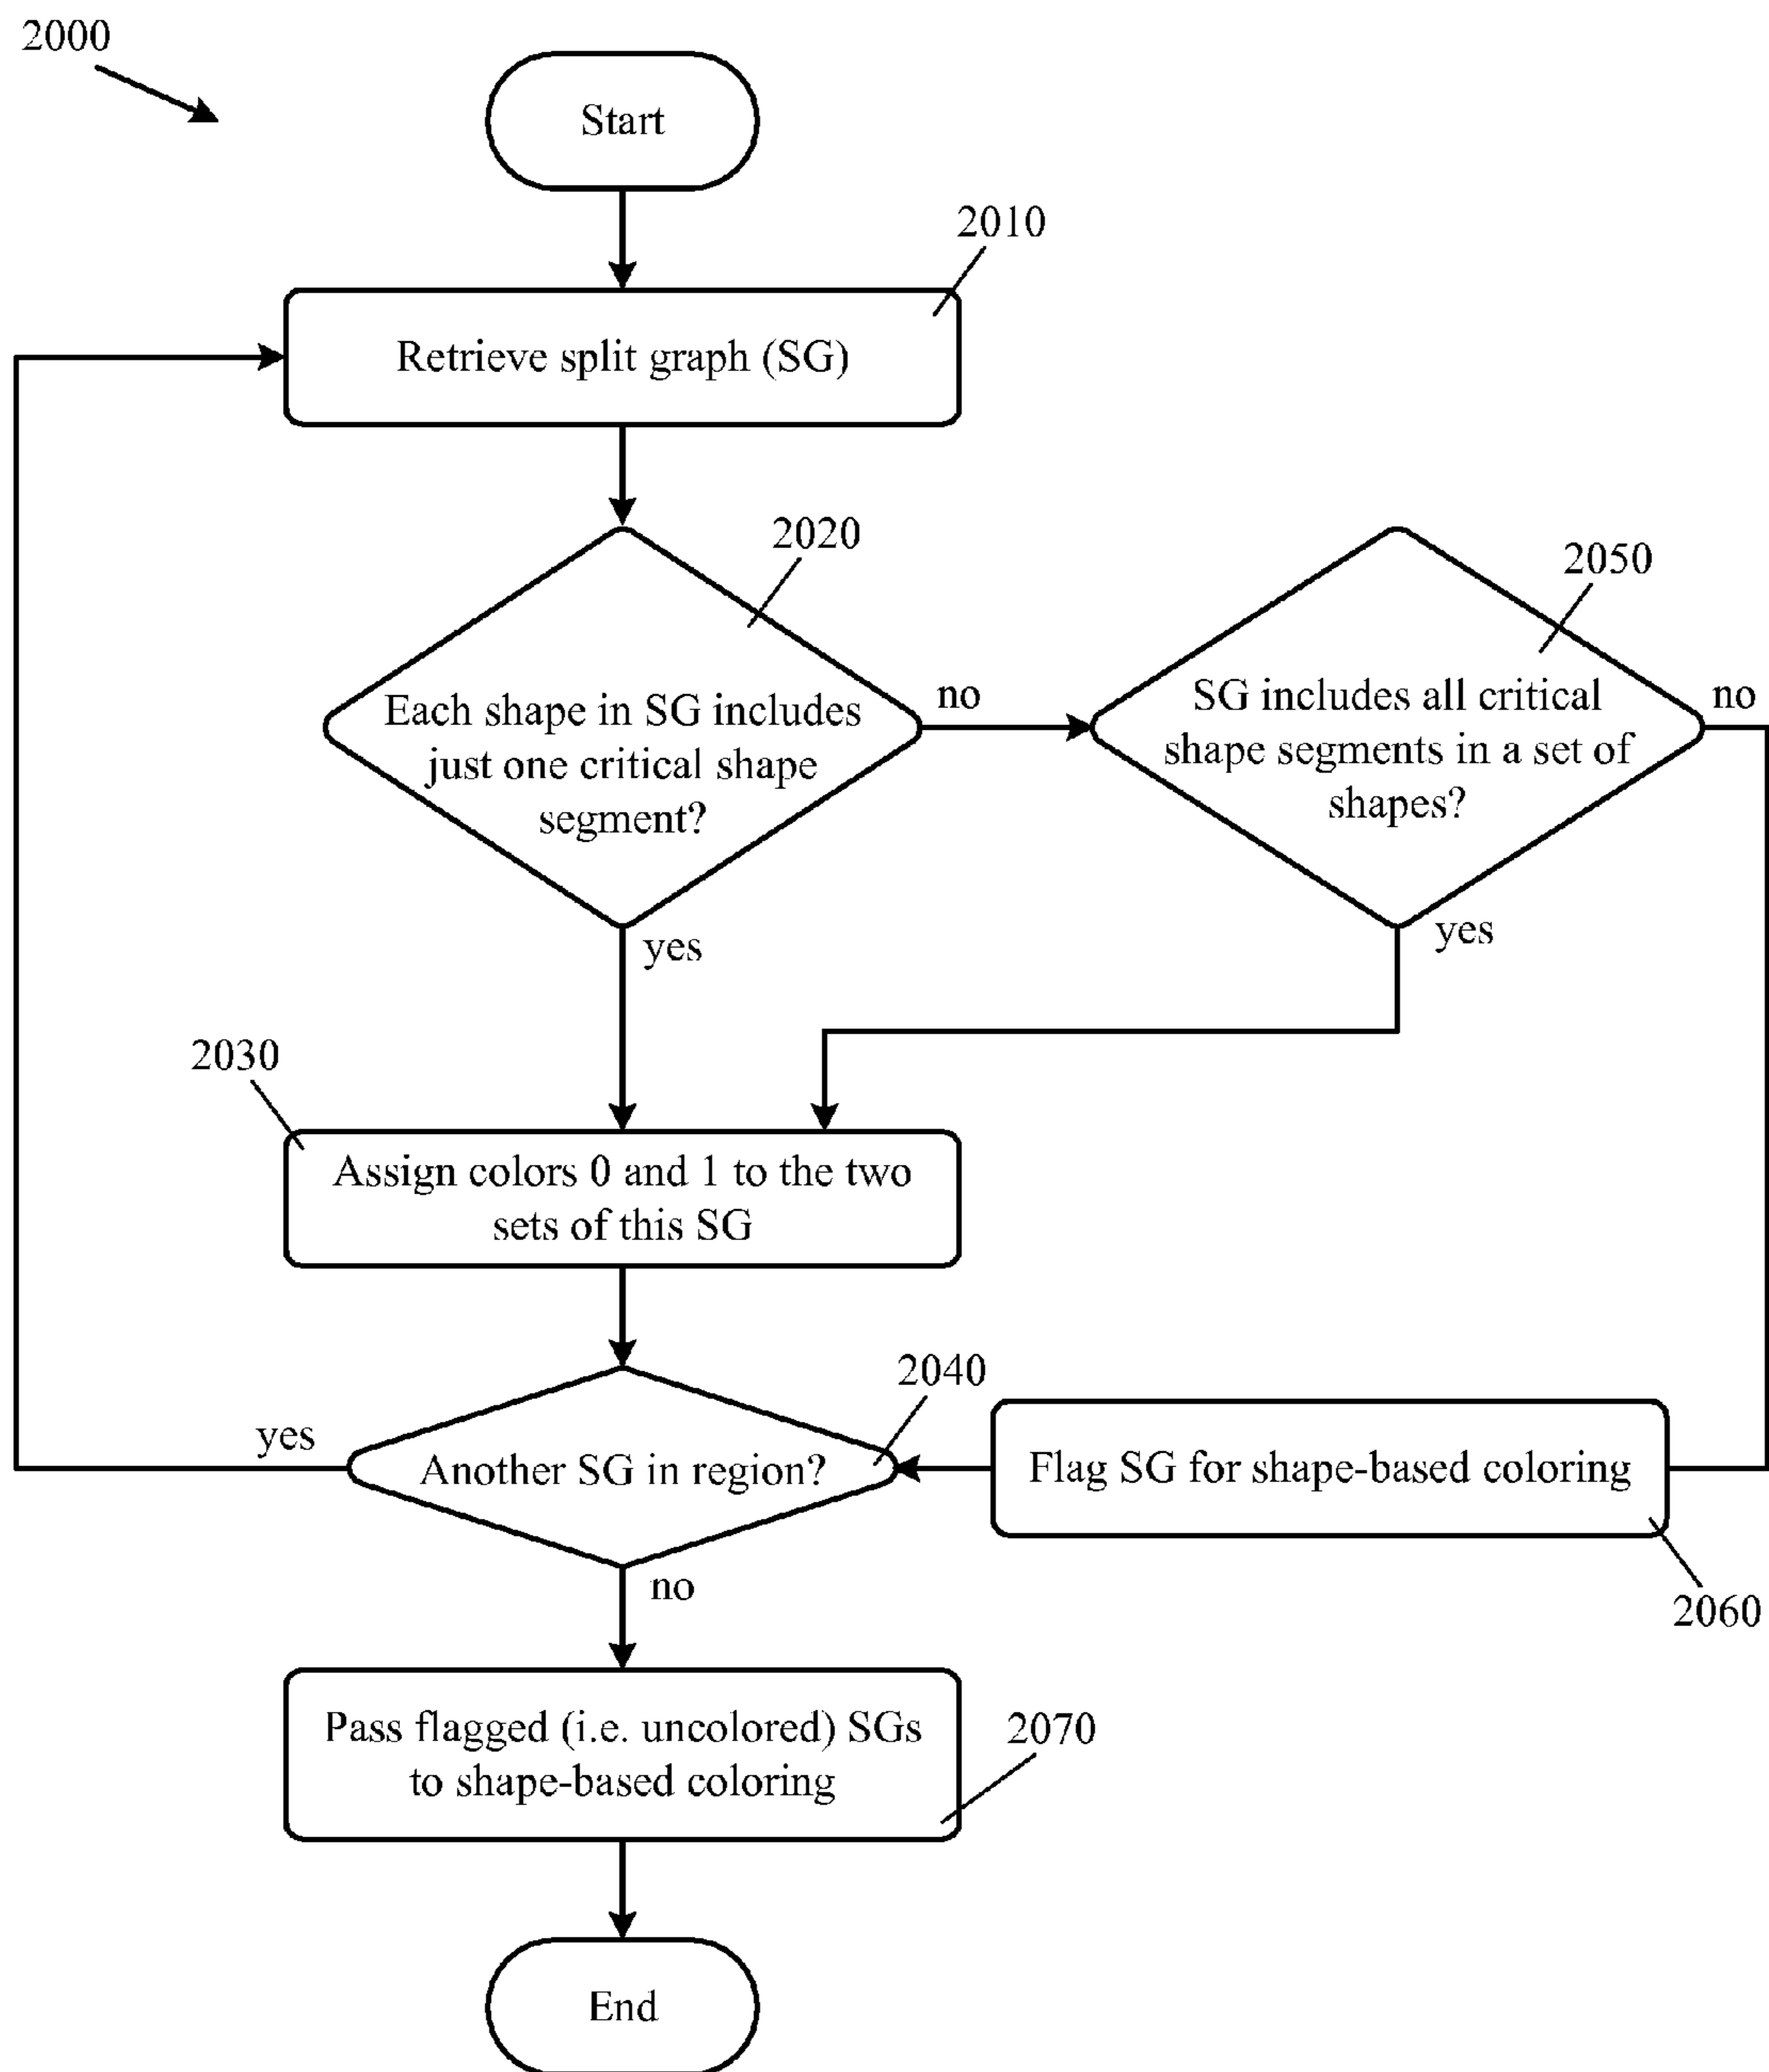 2000
Start
2010
Retrieve split graph (SG)
2020
Each shape in SG includes
just one critical shape
segment?
no
2050
SG includes all critical
shape segments in a set of
shapes?
no
yes
yes
2030
Assign colors 0 and 1 to the two
sets of this SG
2040
yes
Another SG in region?
Flag SG for shape-based coloring
2060
no
Pass flagged (i.e. uncolored) SGs
to shape-based coloring
2070
End